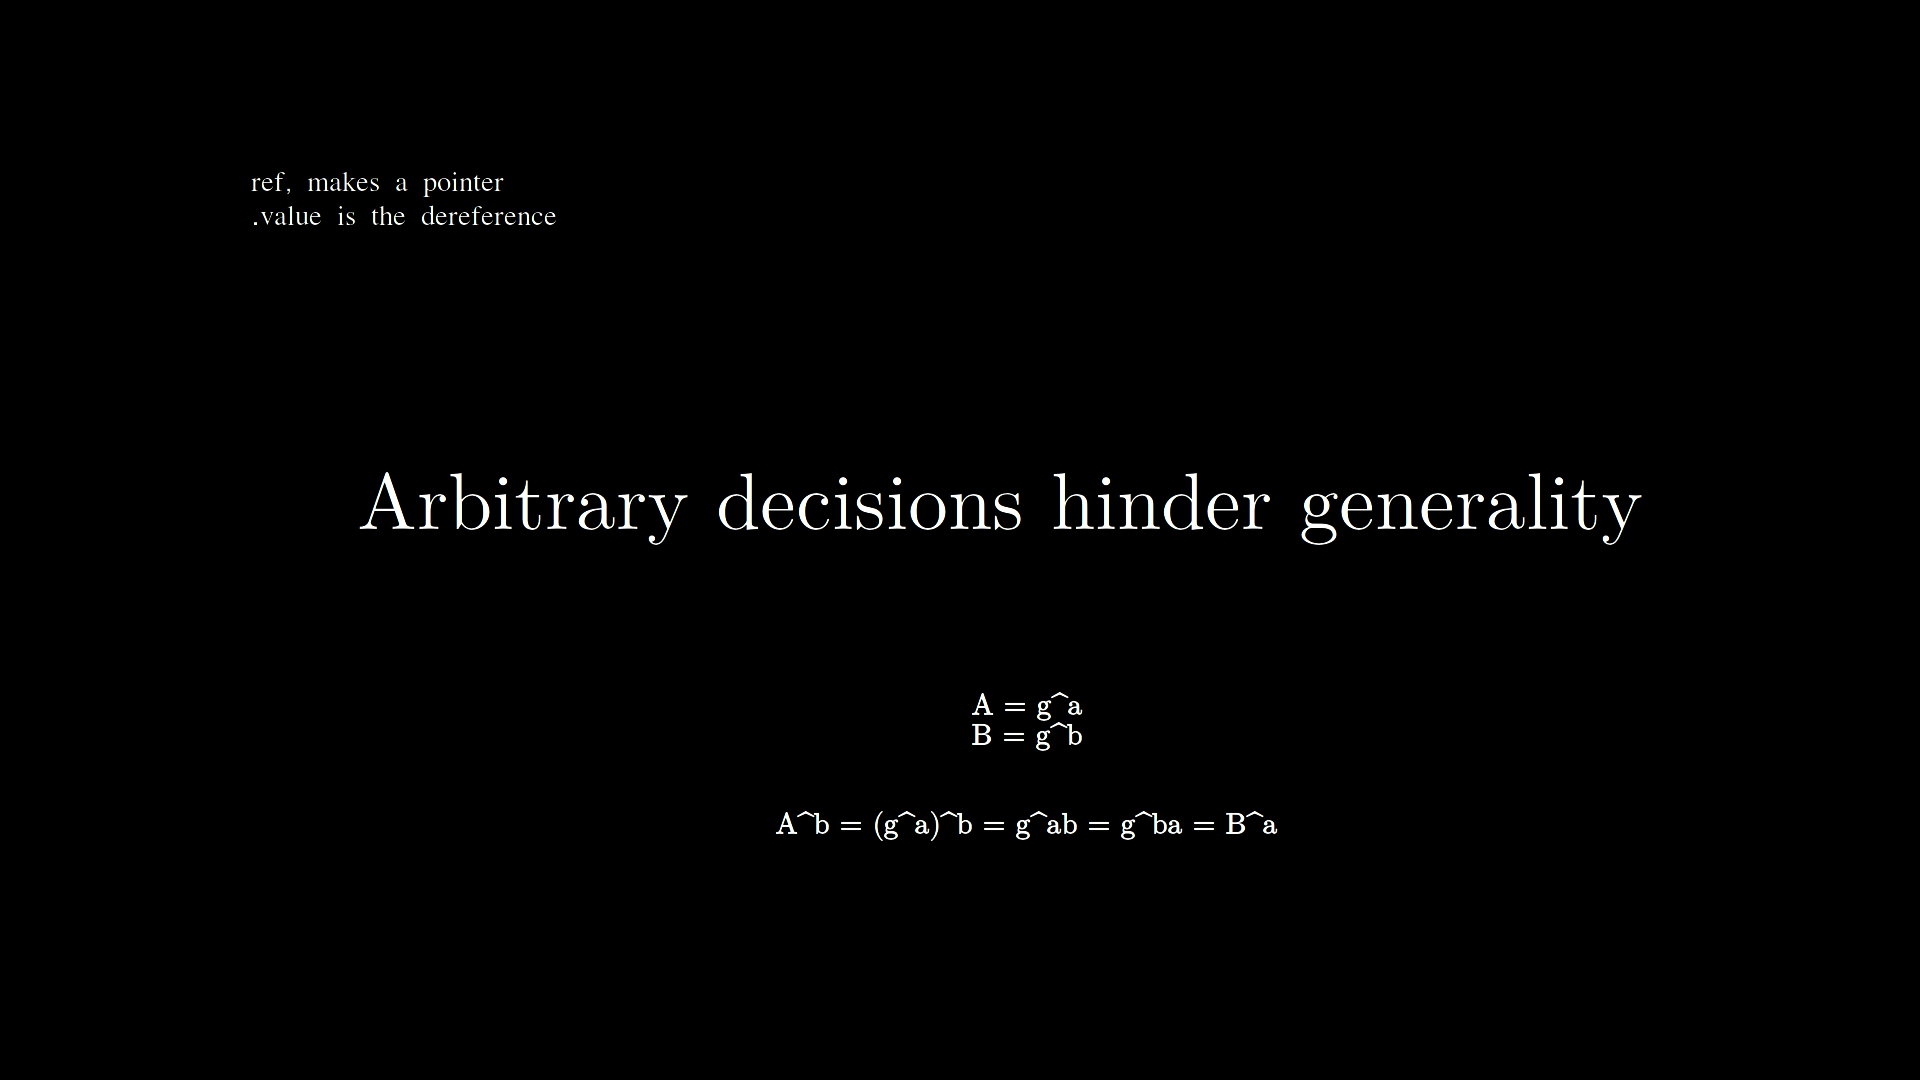 ref, makes a pointer
.value is the dereference
Arbitrary decisions hinder generality
A = g^a
B = g^b
A^b = (g^a)^b = g^ab = g^ba = B^a